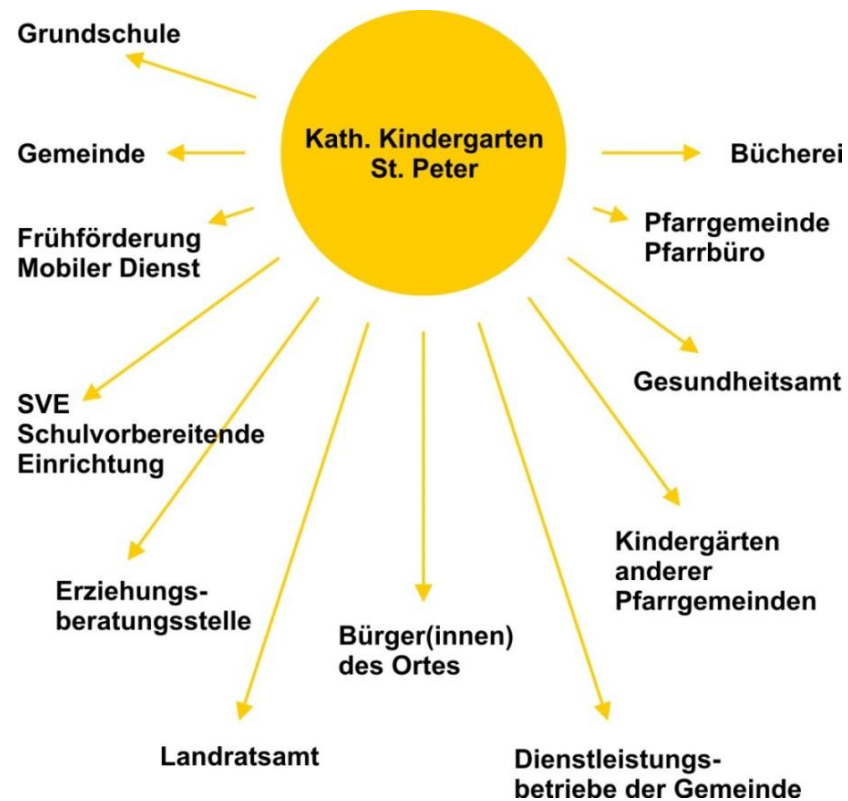 Grundschule
Kath. Kindergarten
St. Peter
Gemeinde
Bücherei
Frühförderung
Mobiler Dienst
Pfarrgemeinde
Pfarrbüro
Gesundheitsamt
SVE
Schulvorbereitende
Einrichtung
Kindergärten
anderer
Pfarrgemeinden
Erziehungs-
beratungsstelle
Bürger(innen)
des Ortes
Landratsamt
Dienstleistungs-
betriebe der Gemeinde